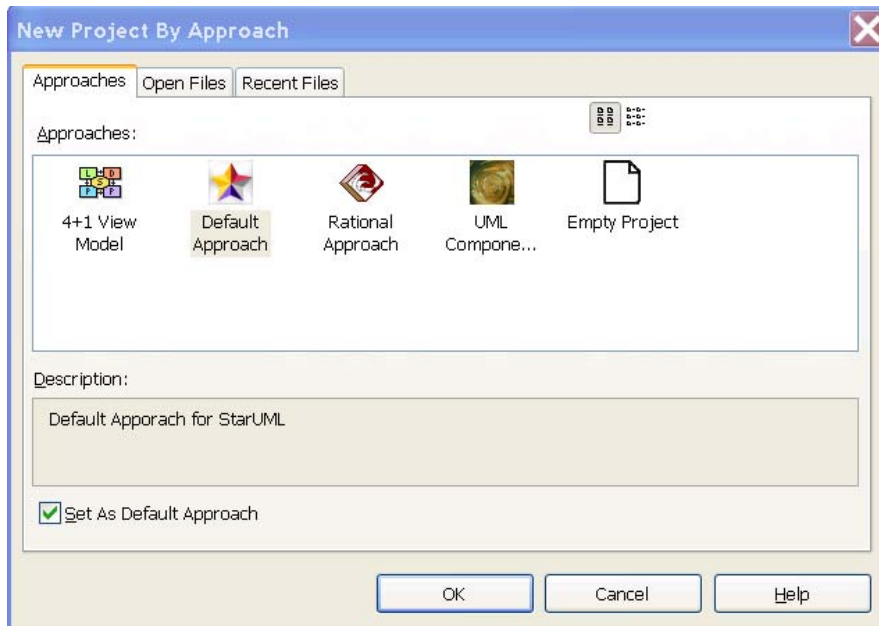 New Project By Approach
Approaches
Open Files
Recent Files
Approaches:
4+1 View
Model
Default
Approach
Rational
Approach
UML
Compone...
Empty Project
Description:
Default Apporach for StarUML
Set As Default Approach
OK
Cancel
Help